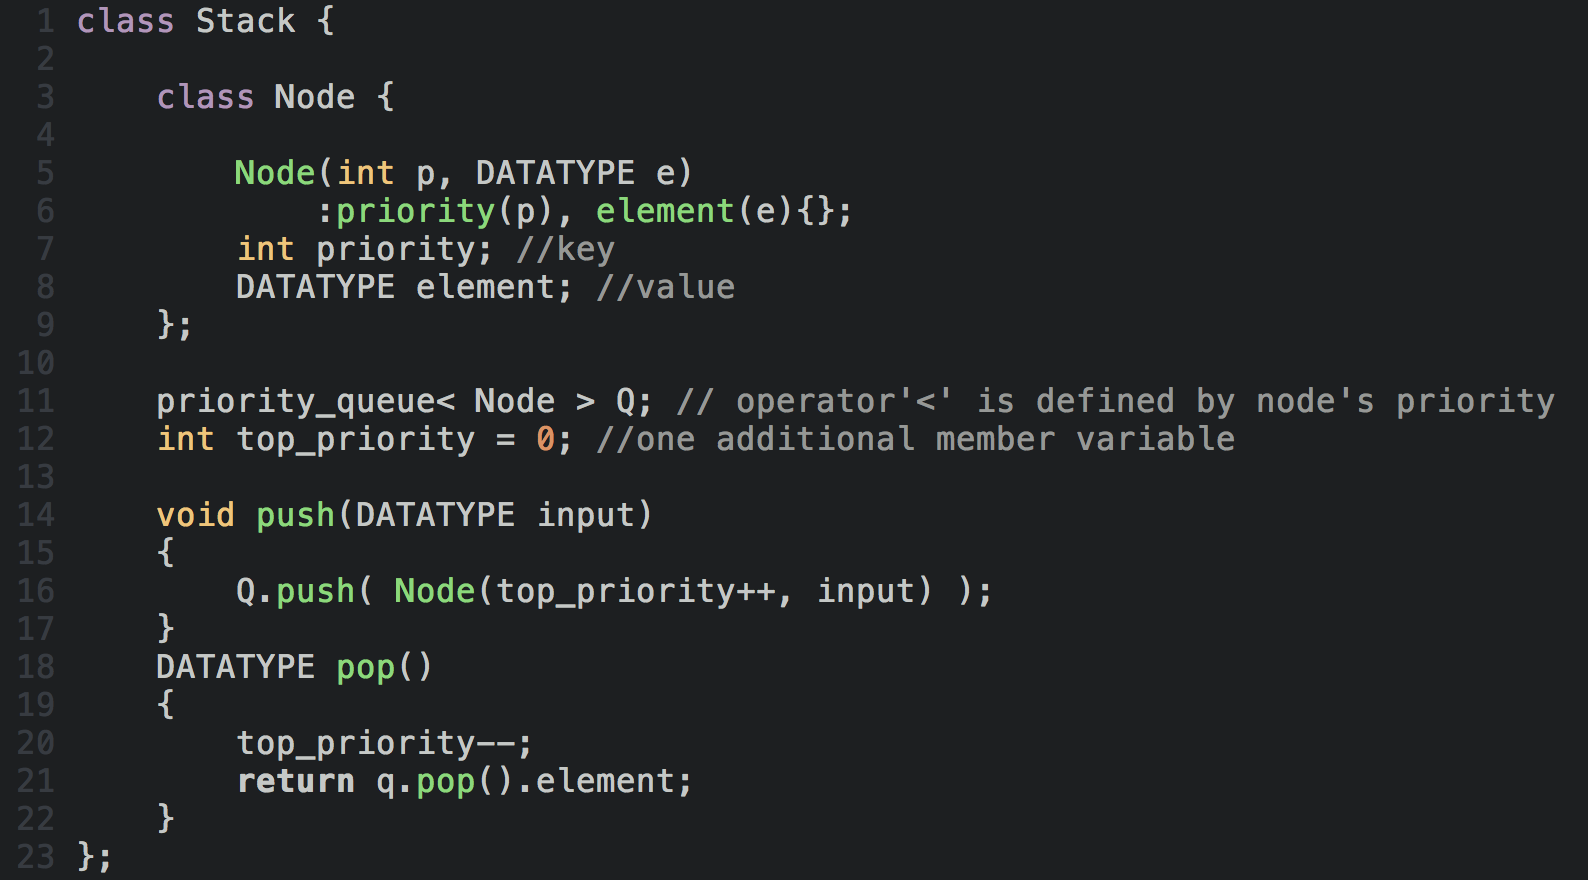 1 class Stack {
2
3     class Node {
4
5         Node(int p, DATATYPE e)
6             :priority(p), element(e){};
7         int priority; //key
8         DATATYPE element; //value
9     };
10
11     priority_queue< Node > Q; // operator'<' is defined by node's priority
12     int top_priority = 0; //one additional member variable
13
14     void push(DATATYPE input)
15     {
16         Q.push( Node(top_priority++, input) );
17     }
18     DATATYPE pop()
19     {
20         top_priority--;
21         return q.pop().element;
22     }
23 };